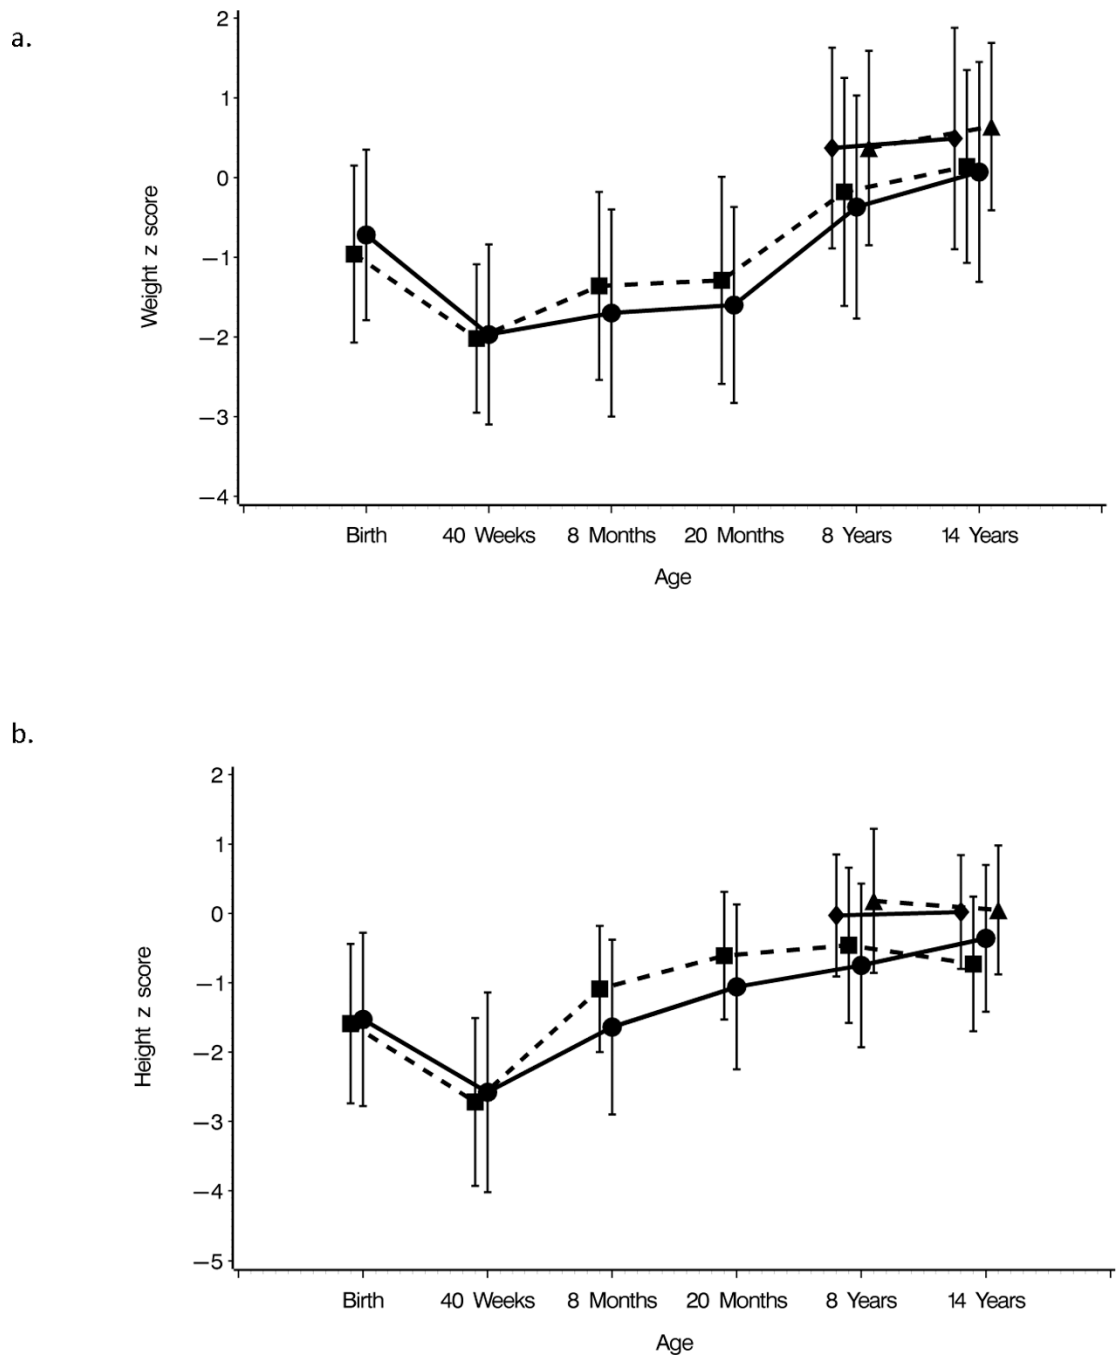 a.
2
1
0
−1
−2
−3
−4
Weight z score
Birth 40 Weeks 8 Months 20 Months 8 Years 14 Years
Age
b.
2
1
0
−1
−2
−3
−4
−5
Height z score
Birth 40 Weeks 8 Months 20 Months 8 Years 14 Years
Age